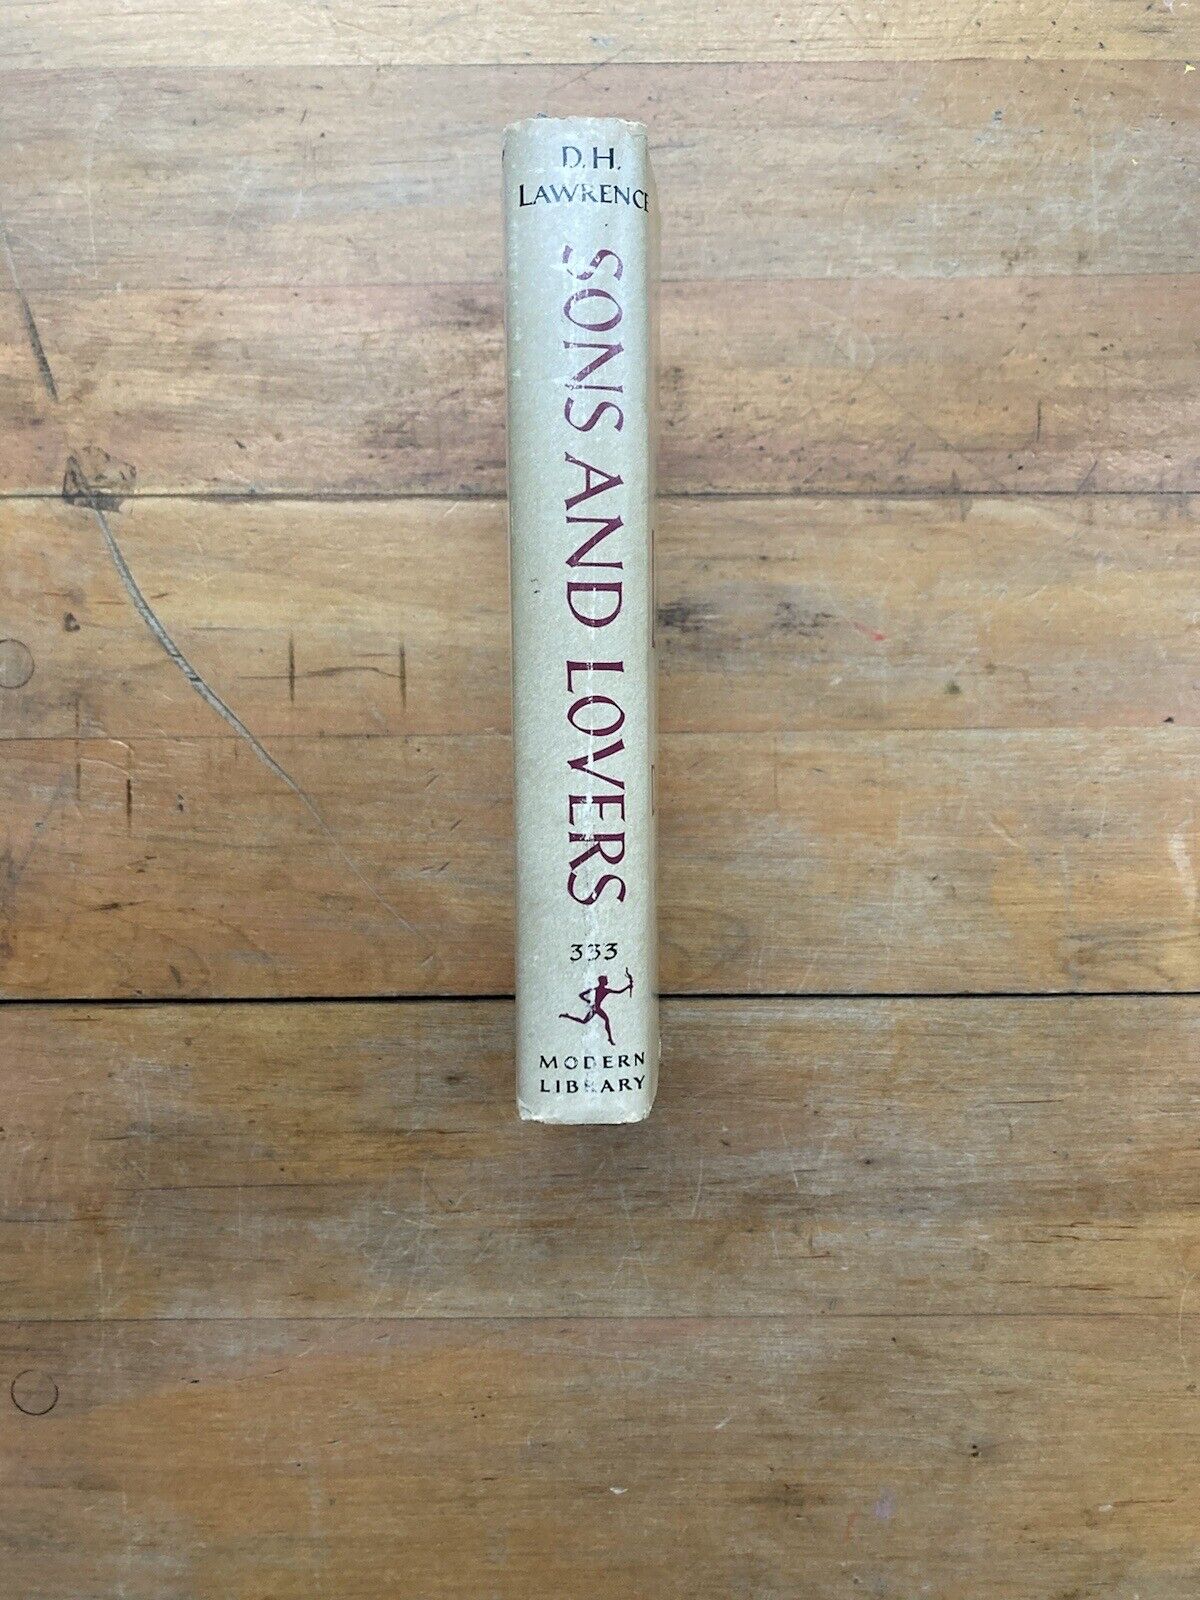 D.H.
LAWRENCE
SONS AND LOVERS
333
MODERN
LIBRARY